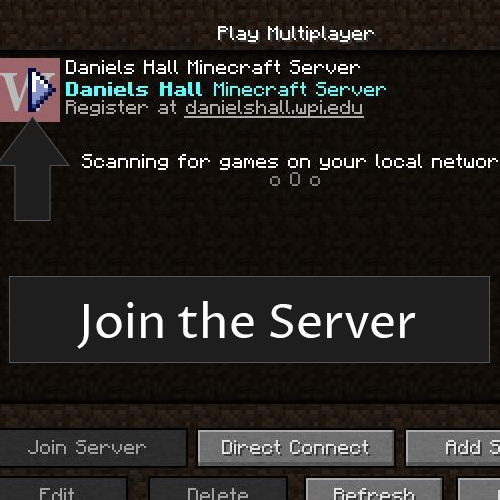 Play Multiplayer
W
Daniels Hall Minecraft Server
Daniels Hall Minecraft Server
Register at danielshall.wpi.edu
Scanning for games on your local networ
o O o
Join the Server
Join Server Direct Connect Add S
Edit Delete Refresh